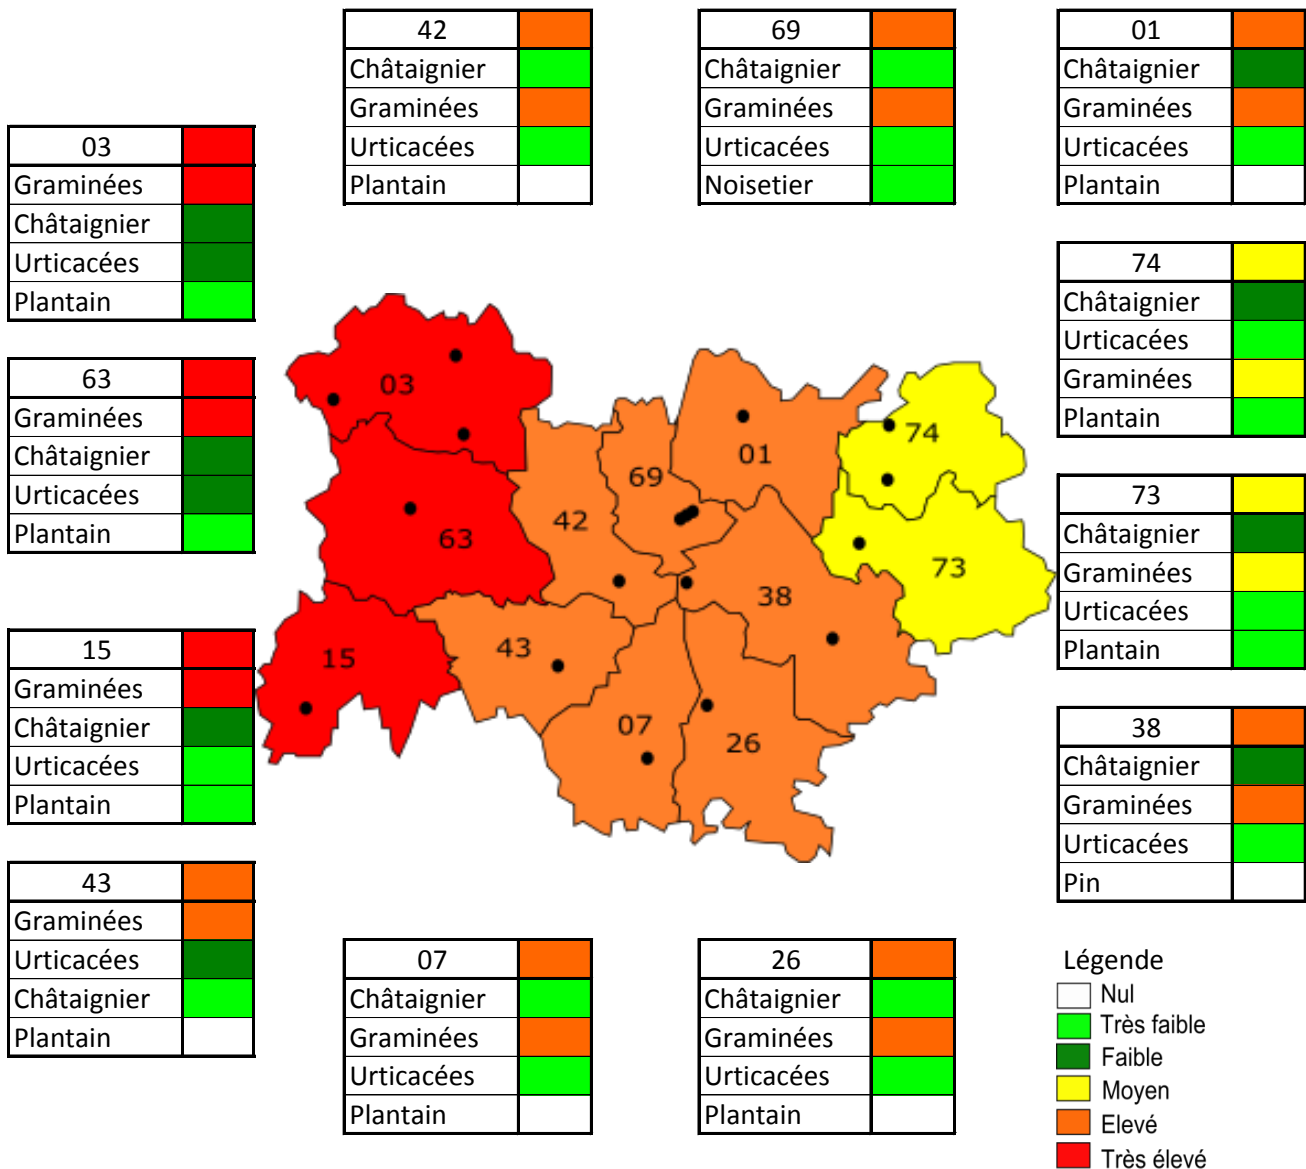 42
Châtaignier
Graminées
Urticacées
Plantain
69
Châtaignier
Graminées
Urticacées
Noisetier
01
Châtaignier
Graminées
Urticacées
Plantain
03
Graminées
Châtaignier
Urticacées
Plantain
74
Châtaignier
Urticacées
Graminées
Plantain
63
Graminées
Châtaignier
Urticacées
Plantain
73
Châtaignier
Graminées
Urticacées
Plantain
15
Graminées
Châtaignier
Urticacées
Plantain
38
Châtaignier
Graminées
Urticacées
Pin
43
Graminées
Urticacées
Châtaignier
Plantain
07
Châtaignier
Graminées
Urticacées
Plantain
26
Châtaignier
Graminées
Urticacées
Plantain
03
74
01
69
42
63
73
38
43
15
07
26
Légende
Nul
Très faible
Faible
Moyen
Elevé
Très élevé